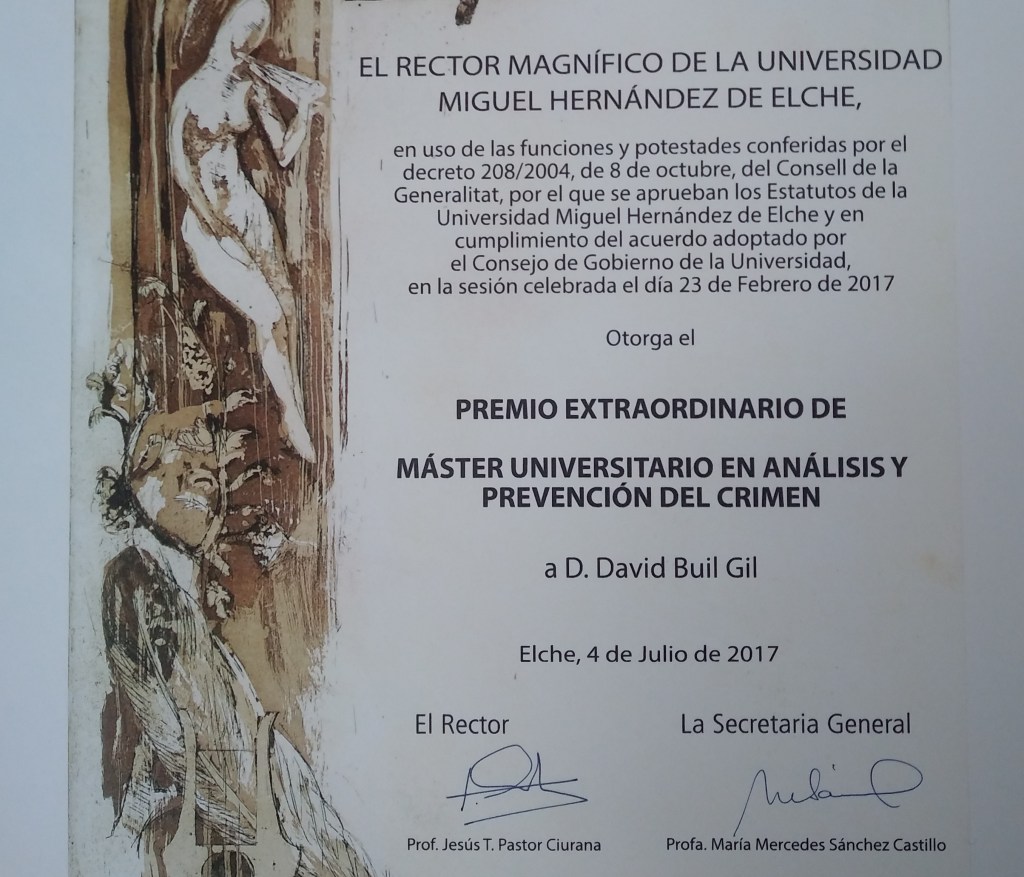 EL RECTOR MAGNÍFICO DE LA UNIVERSIDAD
MIGUEL HERNÁNDEZ DE ELCHE,
en uso de las funciones y potestades conferidas por el
decreto 208/2004, de 8 de octubre, del Consell de la
Generalitat, por el que se aprueban los Estatutos de la
Universidad Miguel Hernández de Elche y en
cumplimiento del acuerdo adoptado por
el Consejo de Gobierno de la Universidad,
en la sesión celebrada el día 23 de Febrero de 2017
Otorga el
PREMIO EXTRAORDINARIO DE
MÁSTER UNIVERSITARIO EN ANÁLISIS Y
PREVENCIÓN DEL CRIMEN
a D. David Buil Gil
Elche, 4 de Julio de 2017
El Rector
La Secretaria General
Prof. Jesús T. Pastor Ciurana
Profa. María Mercedes Sánchez Castillo